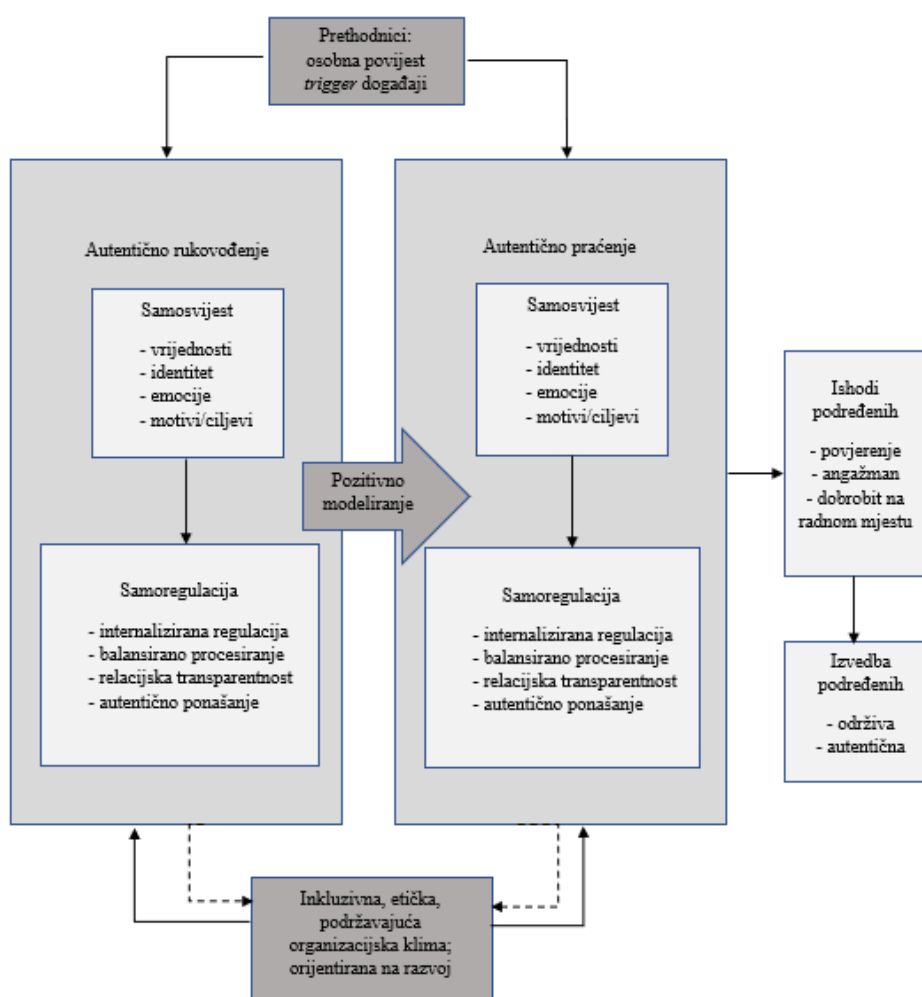 Prethodnici:
osobna povijest
trigger događaji
Autentično rukovođenje
Samosvijest
- vrijednosti
- identitet
- emocije
- motivi/ciljevi
Samoregulacija
- internalizirana regulacija
- balansirano procesiranje
- relacijska transparentnost
- autentično ponašanje
Pozitivno
modeliranje
Autentično praćenje
Samosvijest
- vrijednosti
- identitet
- emocije
- motivi/ciljevi
Samoregulacija
- internalizirana regulacija
- balansirano procesiranje
- relacijska transparentnost
- autentično ponašanje
Ishodi
podređenih
- povjerenje
- angažman
- dobrobit na
radnom mjestu
Izvedba
podređenih
- održiva
- autentična
Inkluzivna, etička,
podržavajuća
organizacijska klima;
orijentirana na razvoj